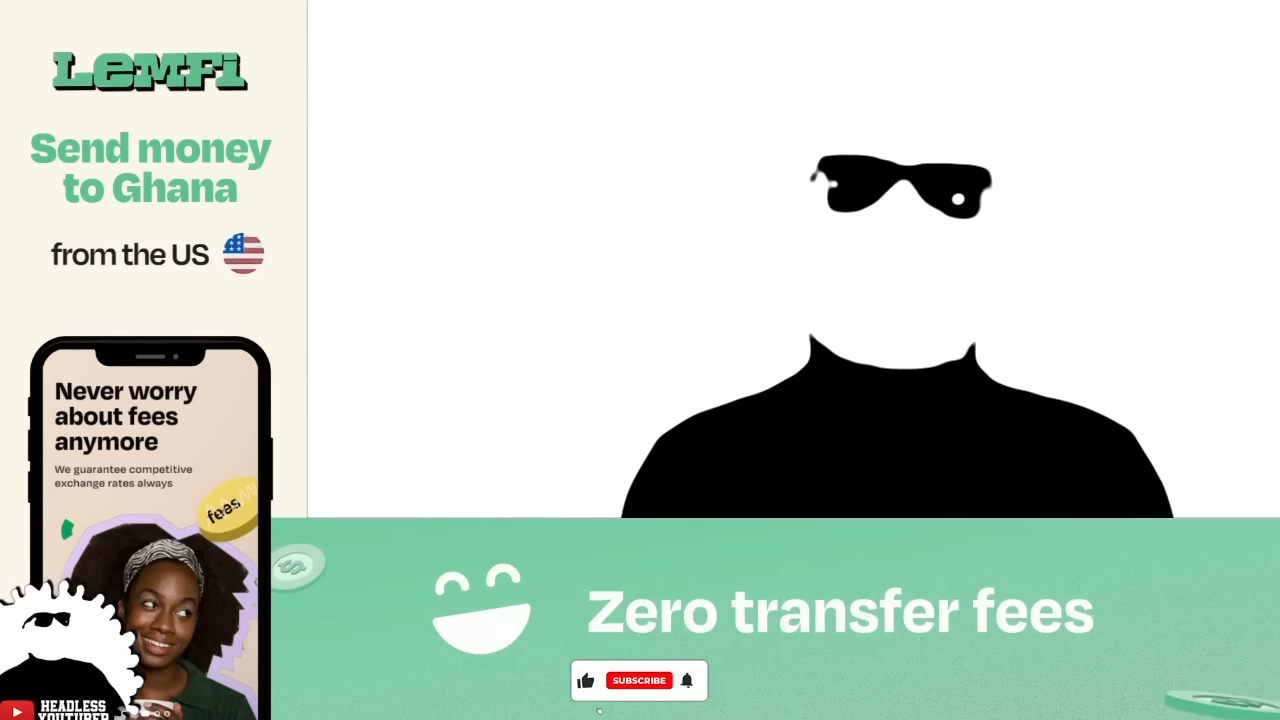 LEMFi
Send money
to Ghana
from the US
Never worry
about fees
anymore
We guarantee competitive
exchange rates always
fees
Zero transfer fees
SUBSCRIBE
HEADLESS
YOUTUBER